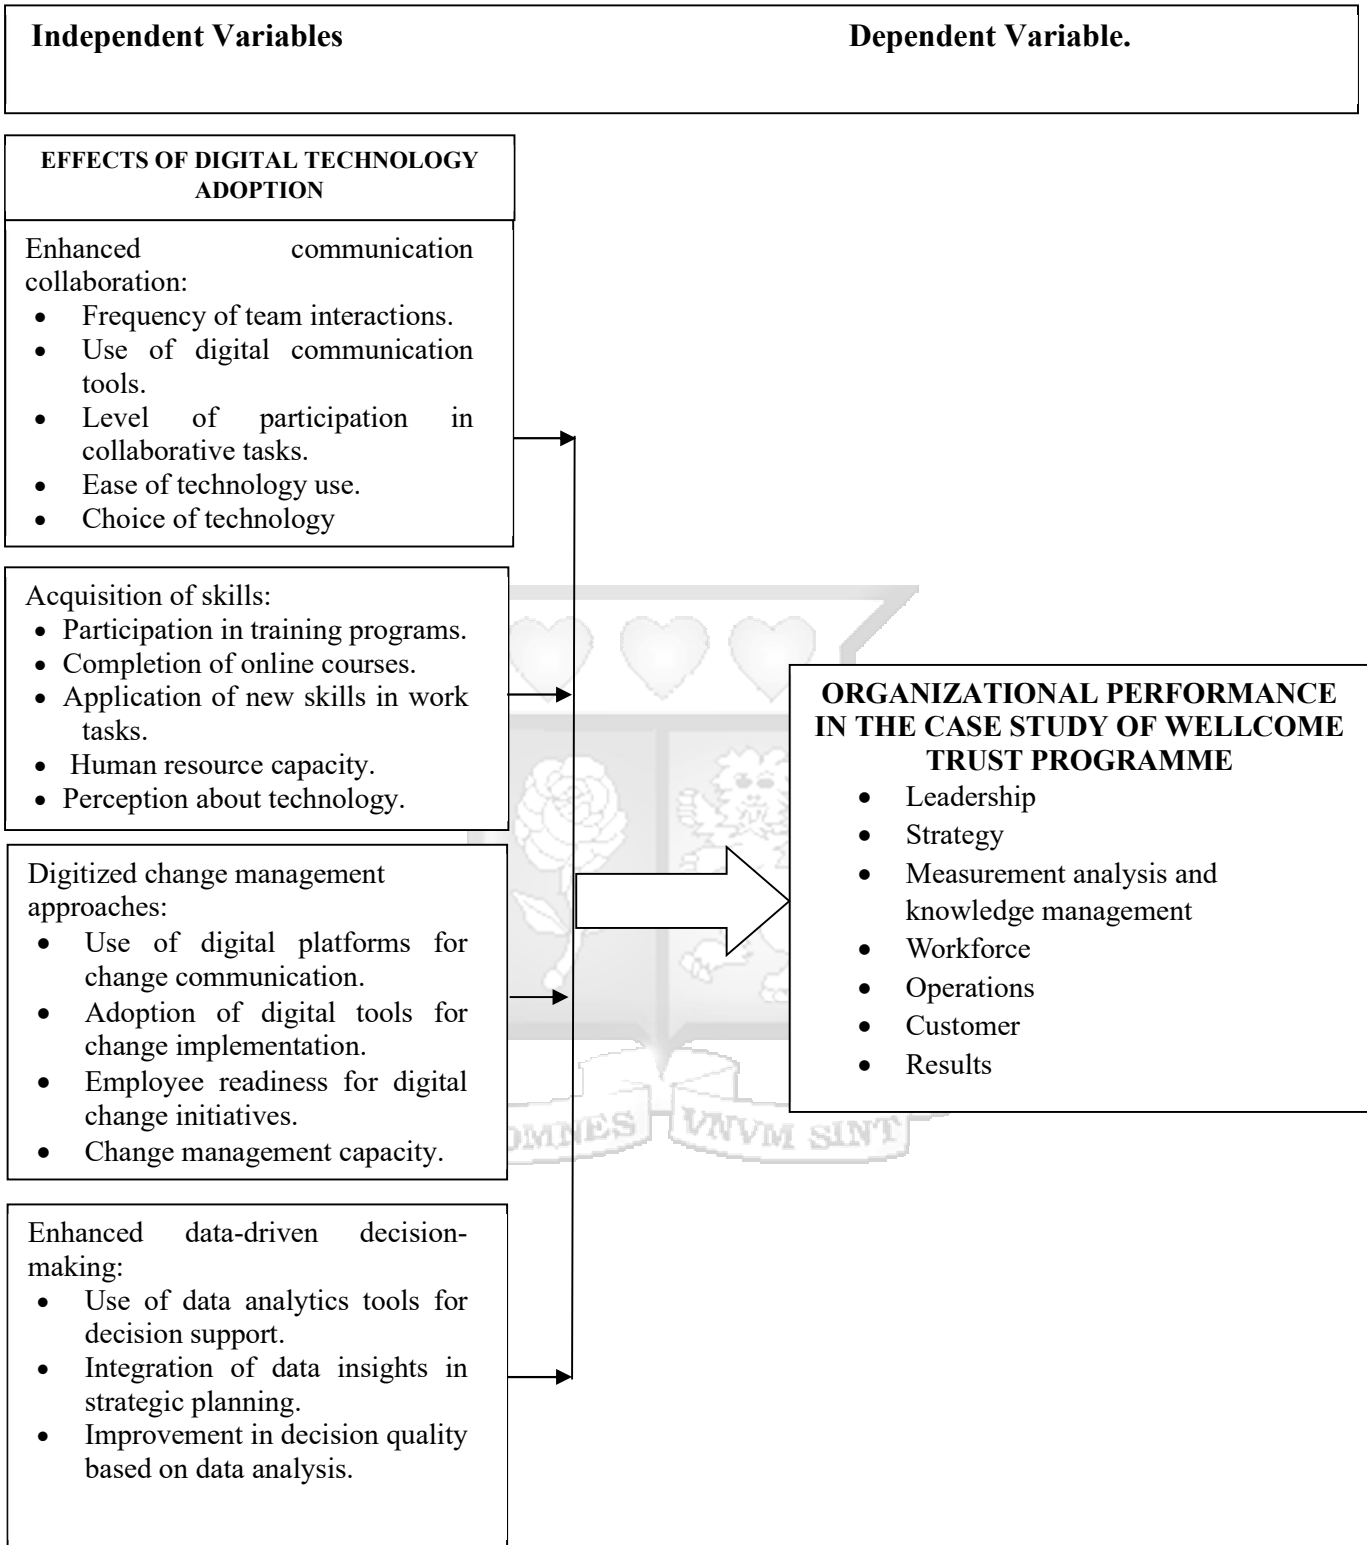 Independent Variables
Dependent Variable.
EFFECTS OF DIGITAL TECHNOLOGY
ADOPTION
Enhanced communication
collaboration:
• Frequency of team interactions.
• Use of digital communication
tools.
• Level of participation in
collaborative tasks.
• Ease of technology use.
• Choice of technology
Acquisition of skills:
• Participation in training programs.
• Completion of online courses.
• Application of new skills in work
tasks.
• Human resource capacity.
• Perception about technology.
Digitized change management
approaches:
• Use of digital platforms for
change communication.
• Adoption of digital tools for
change implementation.
• Employee readiness for digital
change initiatives.
• Change management capacity.
Enhanced data-driven decision-
making:
• Use of data analytics tools for
decision support.
• Integration of data insights in
strategic planning.
• Improvement in decision quality
based on data analysis.
ORGANIZATIONAL PERFORMANCE
IN THE CASE STUDY OF WELLCOME
TRUST PROGRAMME
• Leadership
• Strategy
• Measurement analysis and
knowledge management
• Workforce
• Operations
• Customer
• Results
OMNES VNVM SINT